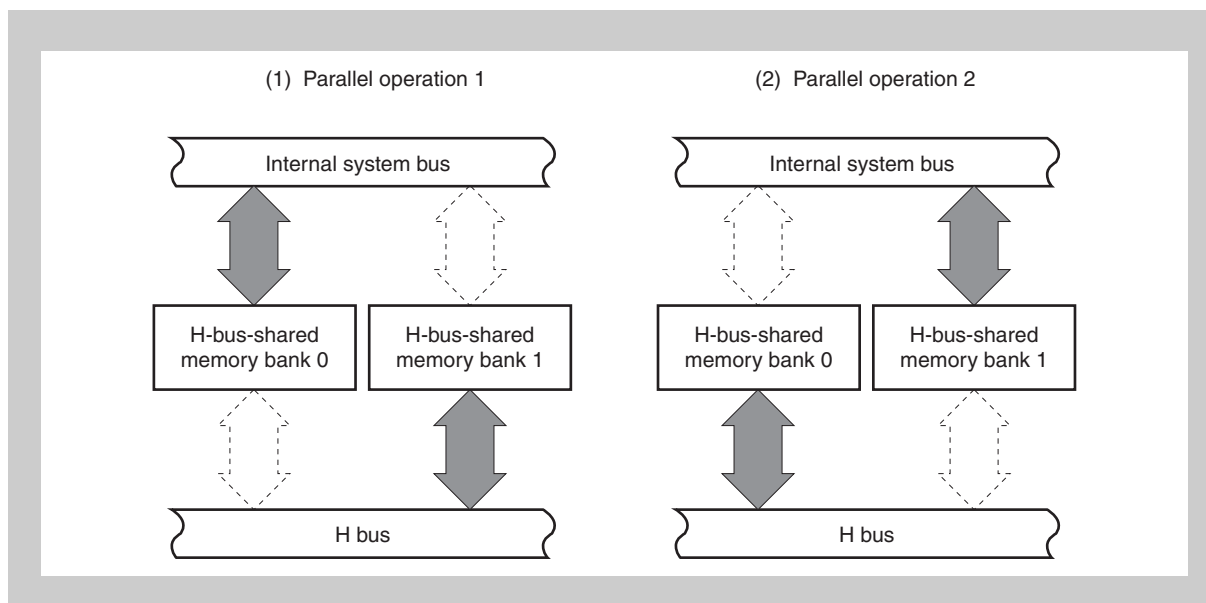 (1) Parallel operation 1
Internal system bus
H-bus-shared
memory bank 0
H-bus-shared
memory bank 1
H bus
(2) Parallel operation 2
Internal system bus
H-bus-shared
memory bank 0
H-bus-shared
memory bank 1
H bus